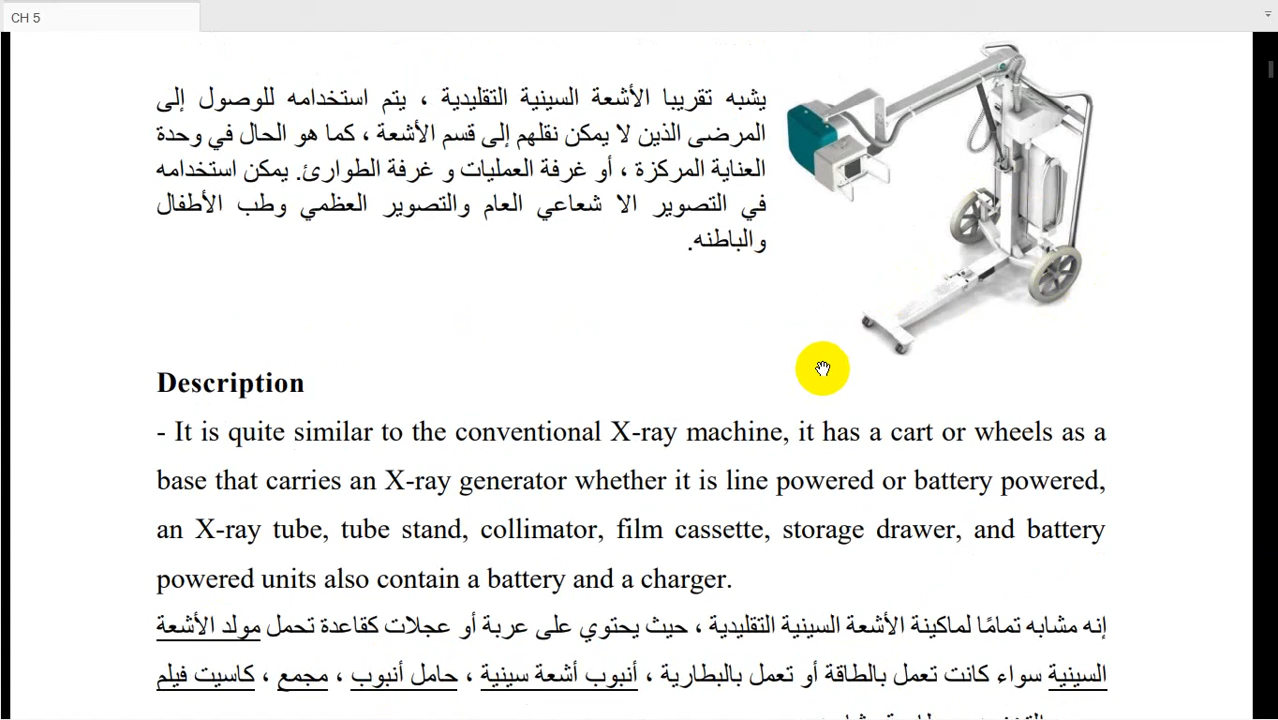 CH 5
يشبه تقريبا الأشعة السينية التقليدية ، يتم استخدامه للوصول إلى
المرضى الذين لا يمكن نقلهم إلى قسم الأشعة ، كما هو الحال في وحدة
العناية المركزة ، أو غرفة العمليات و غرفة الطوارئ. يمكن استخدامه
في التصوير الا شعاعي العام والتصوير العظمي وطب الأطفال
والباطنه.
Description
- It is quite similar to the conventional X-ray machine, it has a cart or wheels as a
base that carries an X-ray generator whether it is line powered or battery powered,
an X-ray tube, tube stand, collimator, film cassette, storage drawer, and battery
powered units also contain a battery and a charger.
إنه مشابه تمامًا لماكينة الأشعة السينية التقليدية ، حيث يحتوي على عربة أو عجلات كقاعدة تحمل مولد الأشعة
السينية سواء كانت تعمل بالطاقة أو تعمل بالبطارية ، أنبوب أشعة سينية ، حامل أنبوب ، مجمع ، كاسيت فيلم